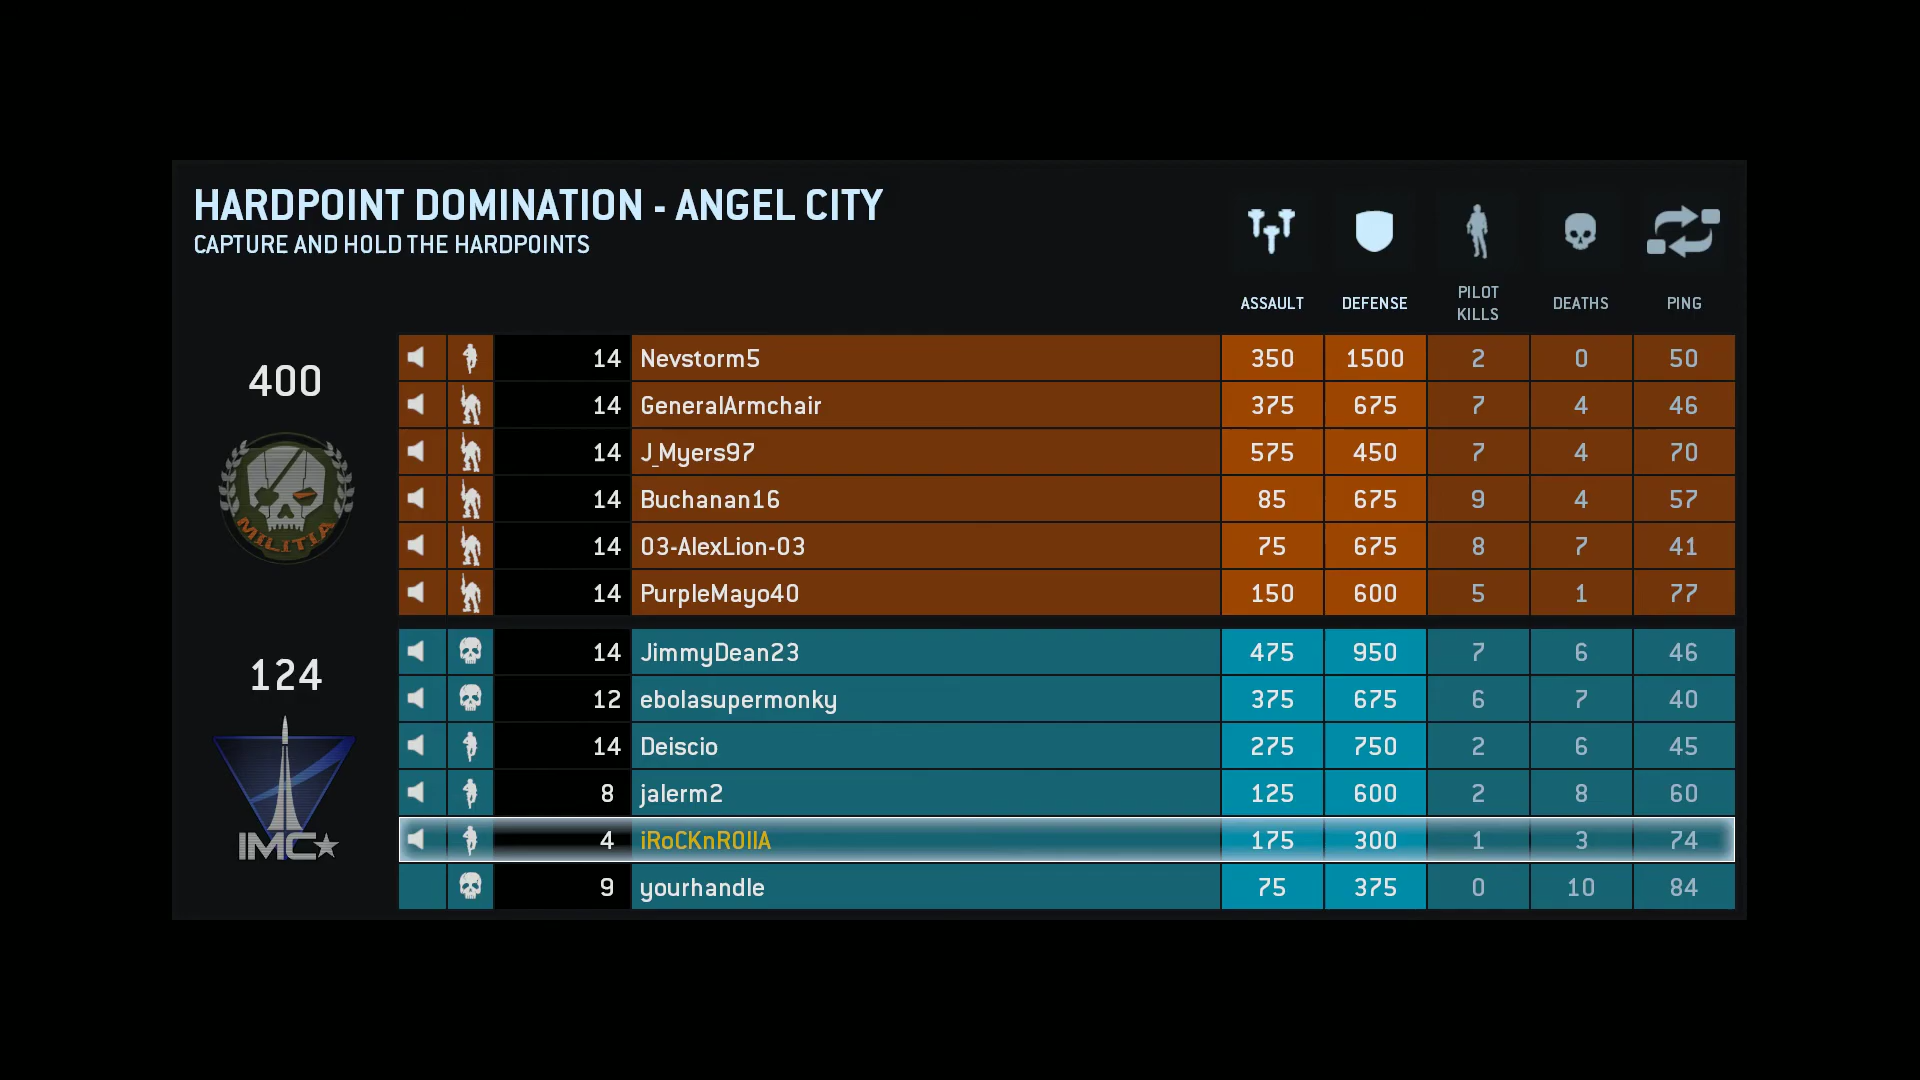 HARDPOINT DOMINATION - ANGEL CITY
CAPTURE AND HOLD THE HARDPOINTS
ASSAULT DEFENSE PILOT KILLS DEATHS PING
400
MILITIA
14 Nevstorm5 350 1500 2 0 50
14 GeneralArmchair 375 675 7 4 46
14 J_Myers97 575 450 7 4 70
14 Buchanan16 85 675 9 4 57
14 03-AlexLion-03 75 675 8 7 41
14 PurpleMayo40 150 600 5 1 77
124
IMC
14 JimmyDean23 475 950 7 6 46
12 ebolasupermonky 375 675 6 7 40
14 Deiscio 275 750 2 6 45
8 jalerm2 125 600 2 8 60
4 iRoCKnROllA 175 300 1 3 74
9 yourhandle 75 375 0 10 84